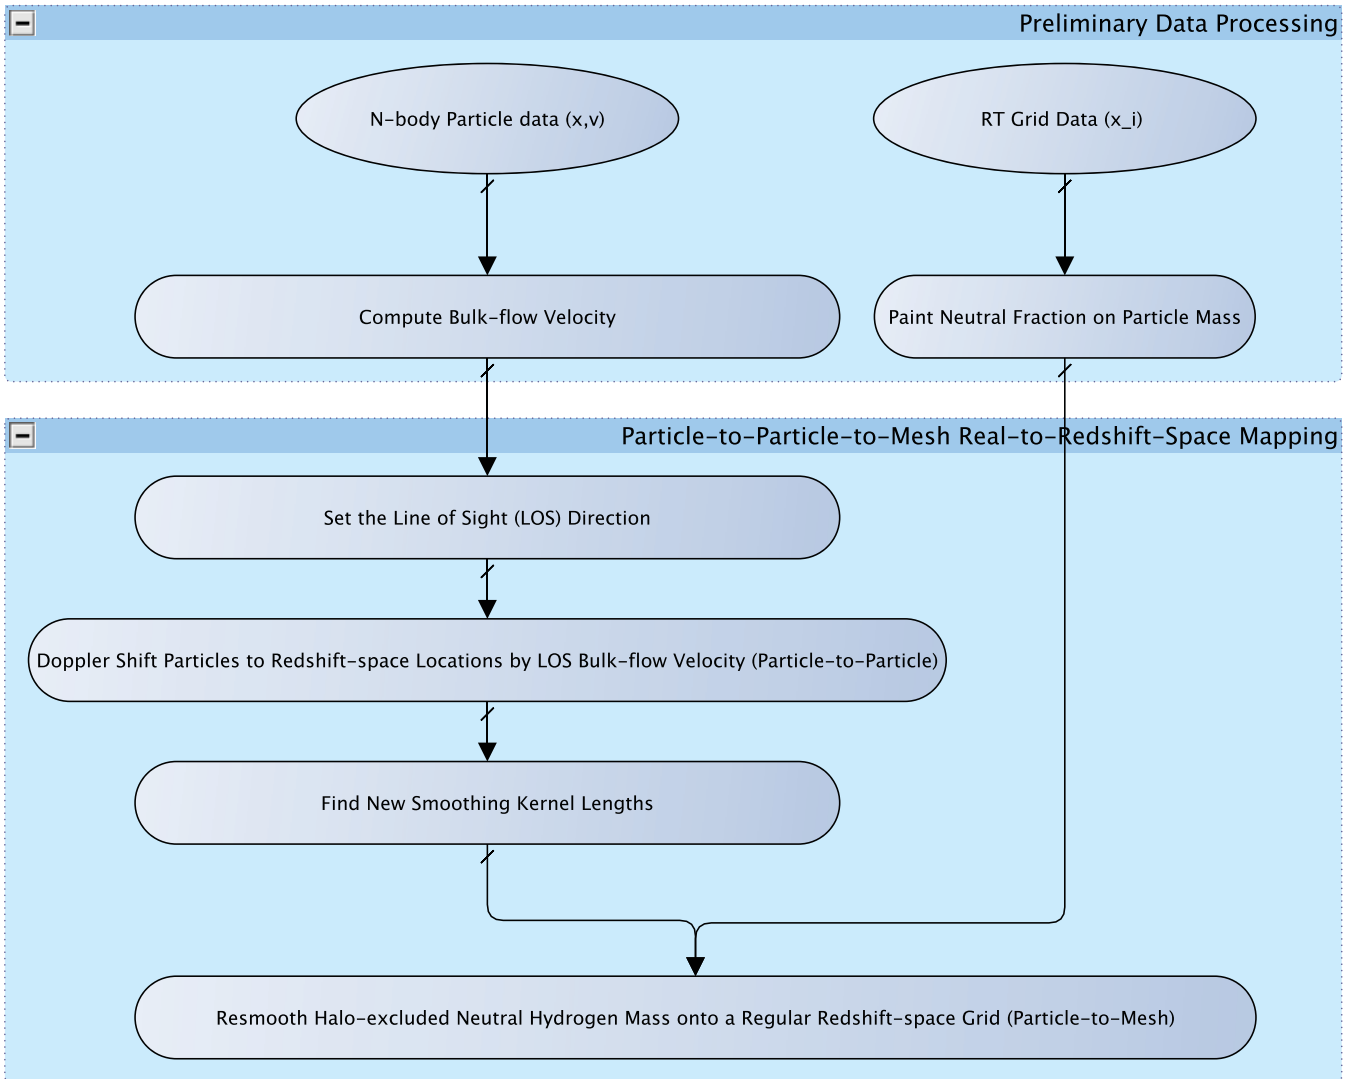 Preliminary Data Processing
N-body Particle data (x,v)
RT Grid Data (x_i)
Compute Bulk-flow Velocity
Paint Neutral Fraction on Particle Mass
Particle-to-Particle-to-Mesh Real-to-Redshift-Space Mapping
Set the Line of Sight (LOS) Direction
Doppler Shift Particles to Redshift-space Locations by LOS Bulk-flow Velocity (Particle-to-Particle)
Find New Smoothing Kernel Lengths
Resmooth Halo-excluded Neutral Hydrogen Mass onto a Regular Redshift-space Grid (Particle-to-Mesh)